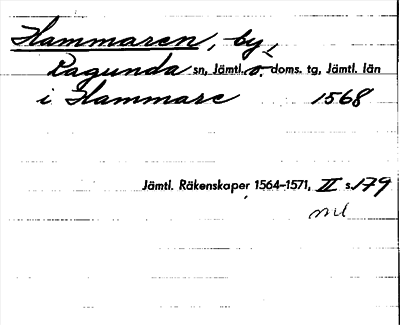 Hammaren, by
Ragunda sn, Jämtl. ö. doms. tg, Jämtl. län
i Hammare 1568
Jämtl. Räkenskaper 1564–1571, II s. 179